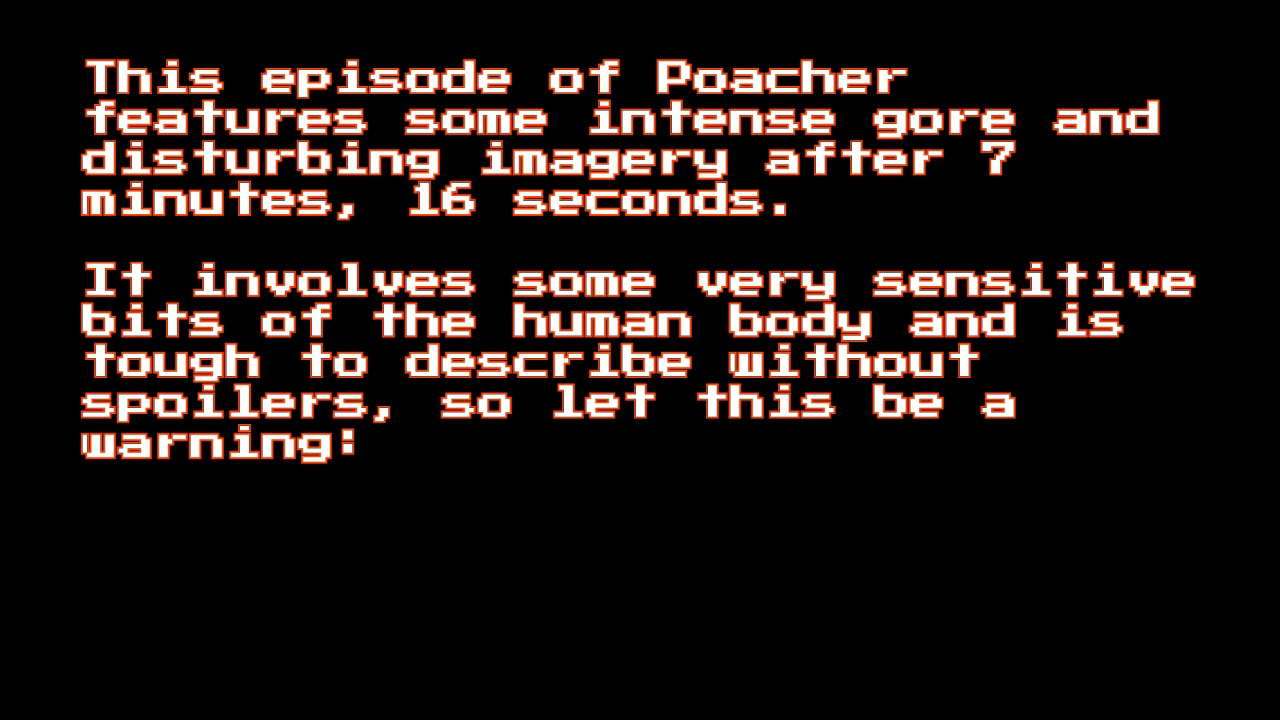 This episode of Poacher
features some intense gore and
disturbing imagery after 7
minutes, 16 seconds.
It involves some very sensitive
bits of the human body and is
tough to describe without
spoilers, so let this be a
warning: